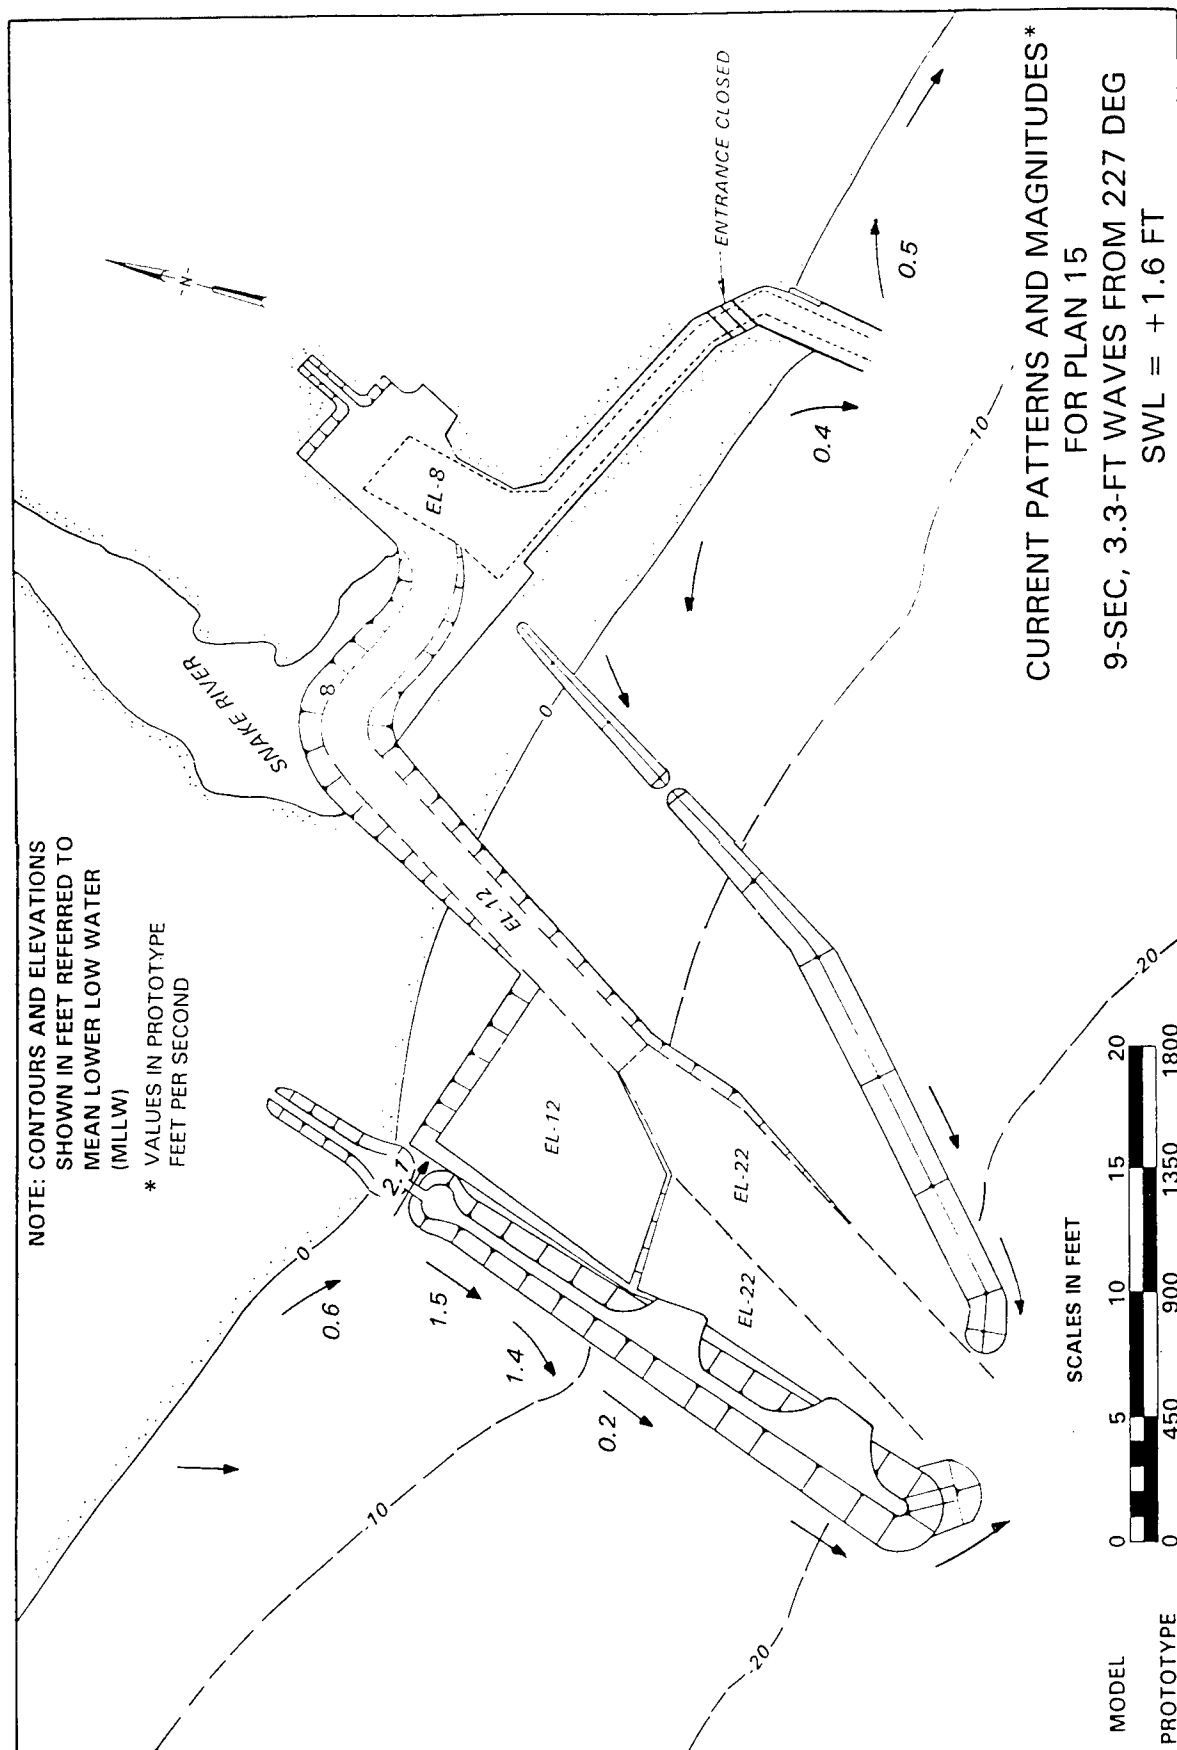 NOTE: CONTOURS AND ELEVATIONS
SHOWN IN FEET REFERRED TO
MEAN LOWER LOW WATER
(MLLW)
* VALUES IN PROTOTYPE
FEET PER SECOND
-N-
SNAKE RIVER
ENTRANCE CLOSED
EL-8
8
EL-12
EL-12
EL-22
EL-22
0
0
-10
-10
-20
-20
0.6
2.1
1.5
1.4
0.2
0.4
0.5
CURRENT PATTERNS AND MAGNITUDES*
FOR PLAN 15
9-SEC, 3.3-FT WAVES FROM 227 DEG
SWL = +1.6 FT
SCALES IN FEET
MODEL 0 5 10 15 20
PROTOTYPE 0 450 900 1350 1800